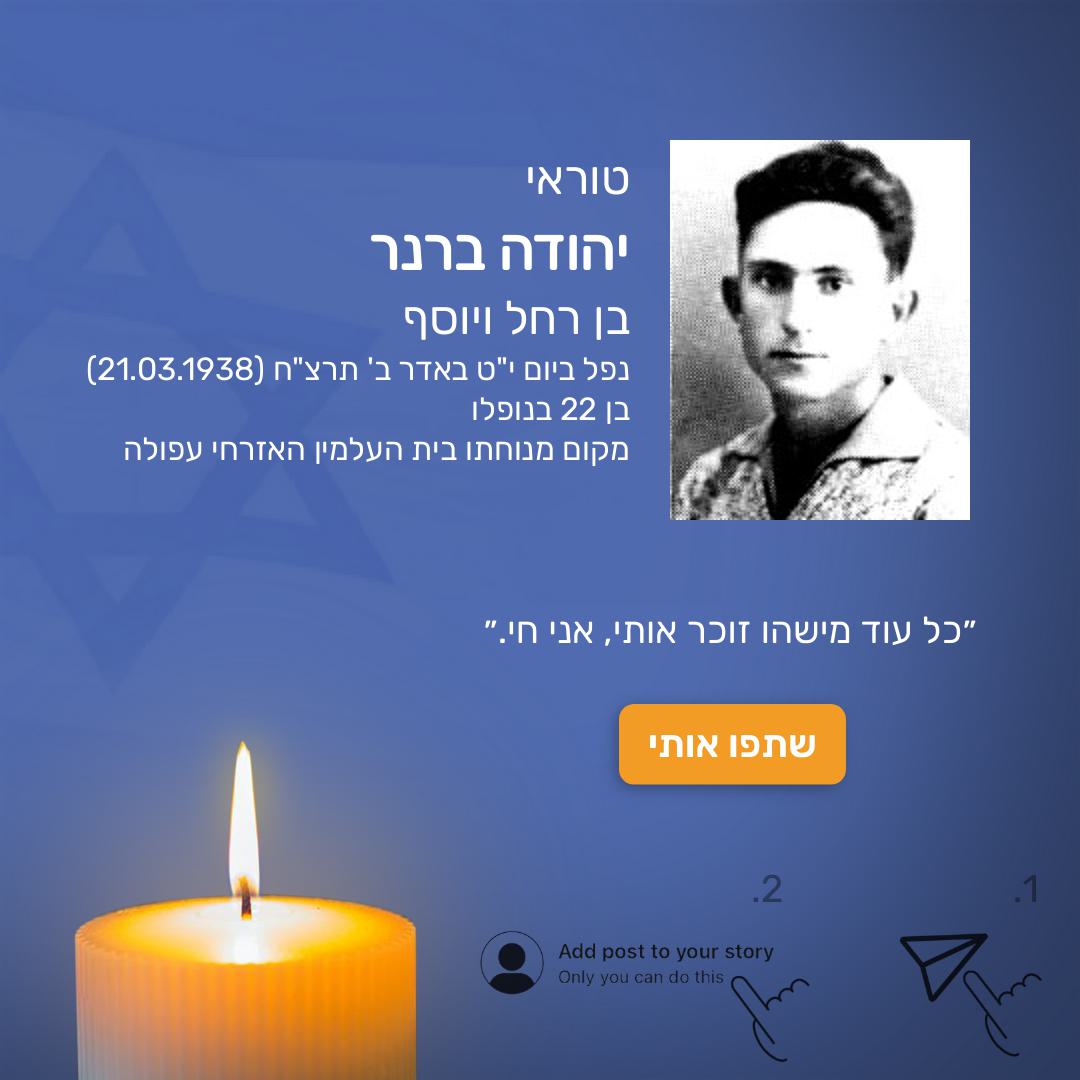 טוראי
יהודה ברנר
בן רחל ויוסף
נפל ביום י"ט באדר ב' תרצ"ח (21.03.1938)
בן 22 בנופלו
מקום מנוחתו בית העלמין האזרחי עפולה
״כל עוד מישהו זוכר אותי, אני חי.״
שתפו אותי
1.
2.
Add post to your story
Only you can do this